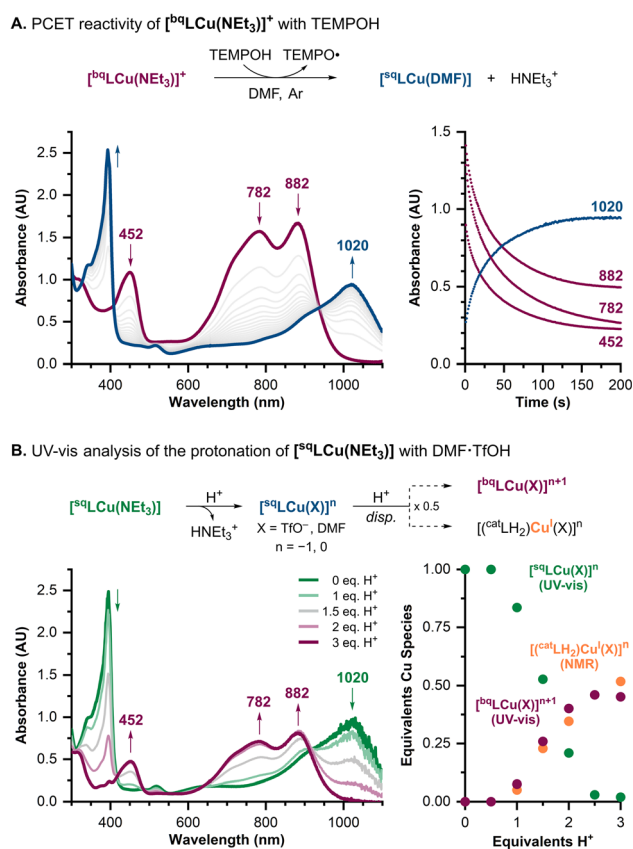 A. PCET reactivity of [ᵇqLCu(NEt₃)]⁺ with TEMPOH
TEMPOH TEMPO•
[ᵇqLCu(NEt₃)]⁺ [ˢqLCu(DMF)] + HNEt₃⁺
DMF, Ar
Absorbance (AU)
2.5
2.0
1.5
1.0
0.5
0.0
452
782
882
1020
400 600 800 1000
Wavelength (nm)
Absorbance (AU)
1.5
1.0
0.5
0.0
1020
882
782
452
0 50 100 150 200
Time (s)
B. UV-vis analysis of the protonation of [ˢqLCu(NEt₃)] with DMF·TfOH
[ˢqLCu(NEt₃)] H⁺ [ˢqLCu(X)]ⁿ H⁺ [ᵇqLCu(X)]ⁿ⁺¹
HNEt₃⁺ X = TfO⁻, DMF disp. x 0.5
n = −1, 0 [(ᶜᵃᵗLH₂)Cuᴵ(X)]ⁿ
Absorbance (AU)
2.5
2.0
1.5
1.0
0.5
0.0
0 eq. H⁺
1 eq. H⁺
1.5 eq. H⁺
2 eq. H⁺
3 eq. H⁺
452
782
882
1020
400 600 800 1000
Wavelength (nm)
Equivalents Cu Species
1.00
0.75
0.50
0.25
0.00
[ˢqLCu(X)]ⁿ
(UV-vis)
[(ᶜᵃᵗLH₂)Cuᴵ(X)]ⁿ
(NMR)
[ᵇqLCu(X)]ⁿ⁺¹
(UV-vis)
0 1 2 3
Equivalents H⁺